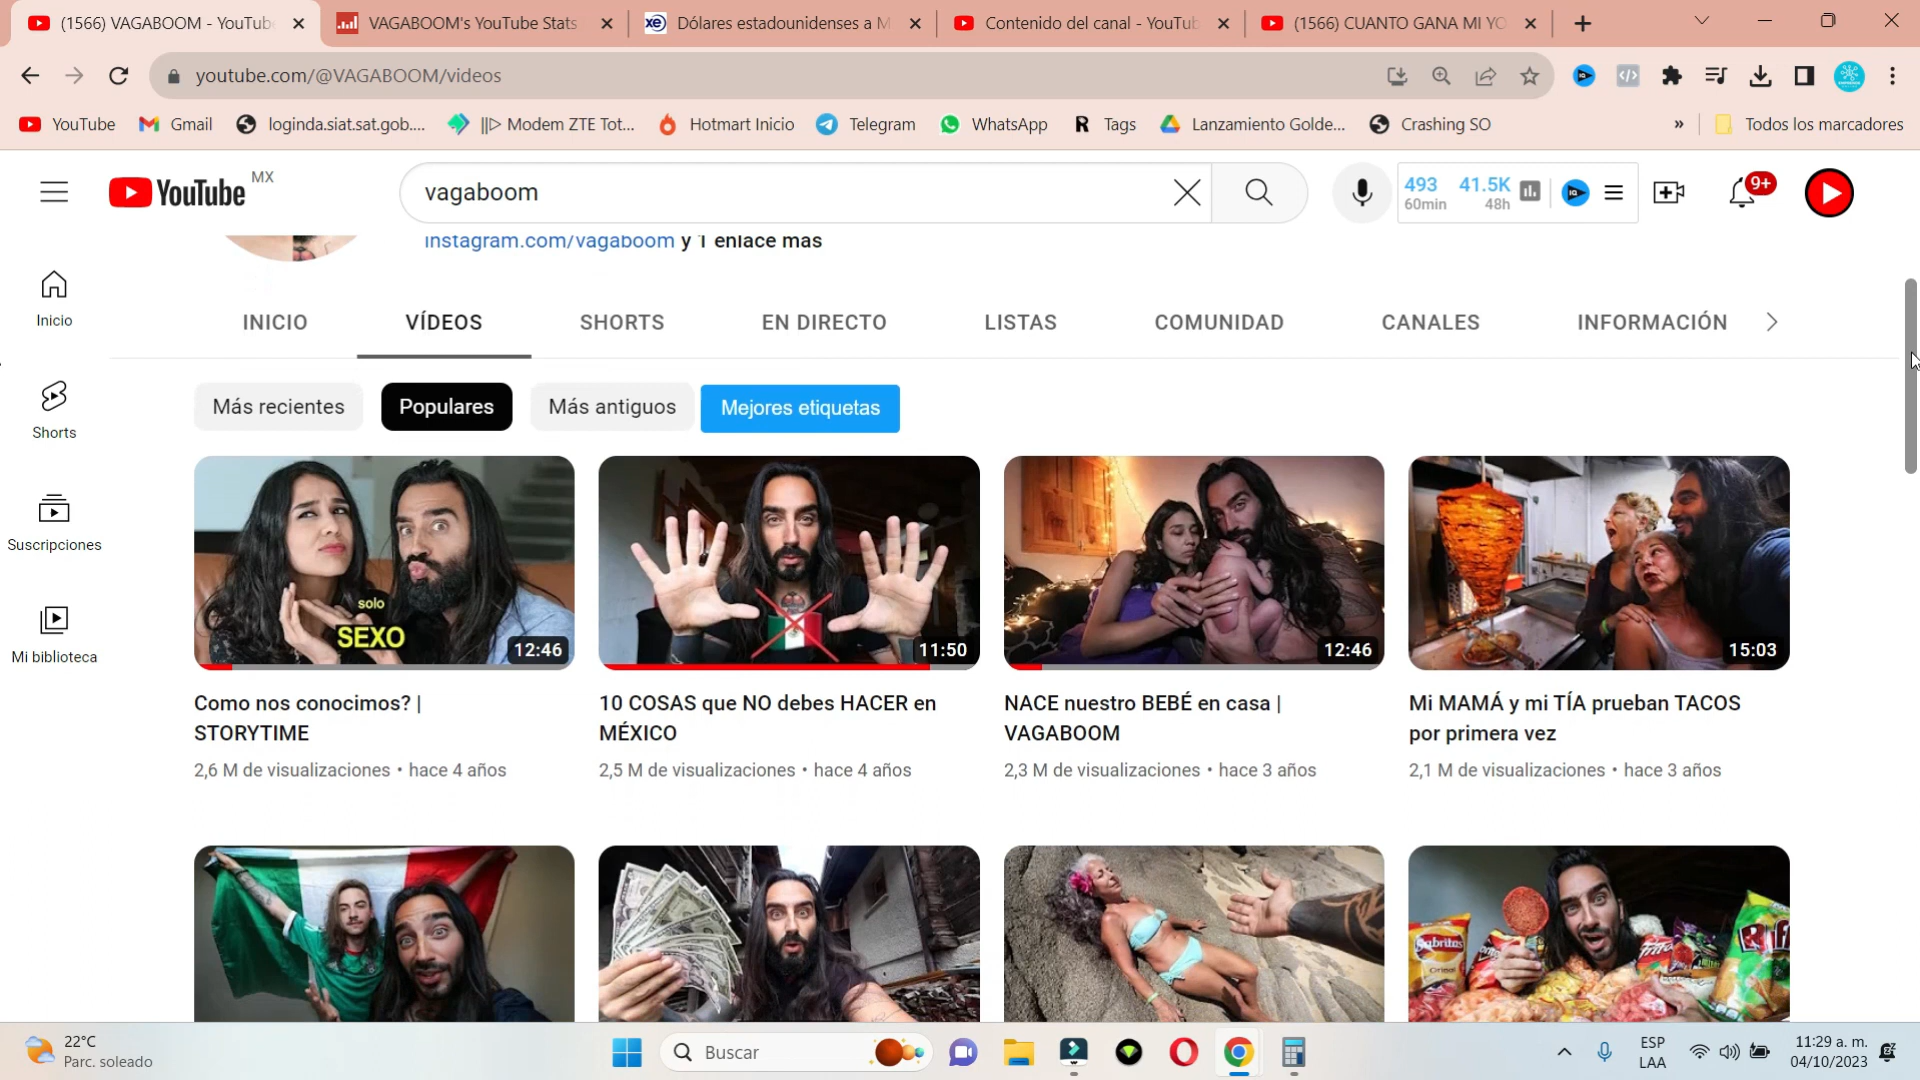 (1566) VAGABOOM - YouTube
VAGABOOM's YouTube Stats
Dólares estadounidenses a M
Contenido del canal - YouTub
(1566) CUANTO GANA MI YO
youtube.com/@VAGABOOM/videos
YouTube
Gmail
loginda.siat.sat.gob....
||▷ Modem ZTE Tot...
Hotmart Inicio
Telegram
WhatsApp
Tags
Lanzamiento Golde...
Crashing SO
»
Todos los marcadores
YouTube MX
vagaboom
493 60min
41.5K 48h
9+
instagram.com/vagaboom y 1 enlace más
Inicio
Shorts
Suscripciones
Mi biblioteca
INICIO
VÍDEOS
SHORTS
EN DIRECTO
LISTAS
COMUNIDAD
CANALES
INFORMACIÓN
Más recientes
Populares
Más antiguos
Mejores etiquetas
solo
SEXO
12:46
11:50
12:46
15:03
Como nos conocimos? |
STORYTIME
2,6 M de visualizaciones • hace 4 años
10 COSAS que NO debes HACER en
MÉXICO
2,5 M de visualizaciones • hace 4 años
NACE nuestro BEBÉ en casa |
VAGABOOM
2,3 M de visualizaciones • hace 3 años
Mi MAMÁ y mi TÍA prueban TACOS
por primera vez
2,1 M de visualizaciones • hace 3 años
Sabritas
22°C
Parc. soleado
Buscar
ESP
LAA
11:29 a. m.
04/10/2023